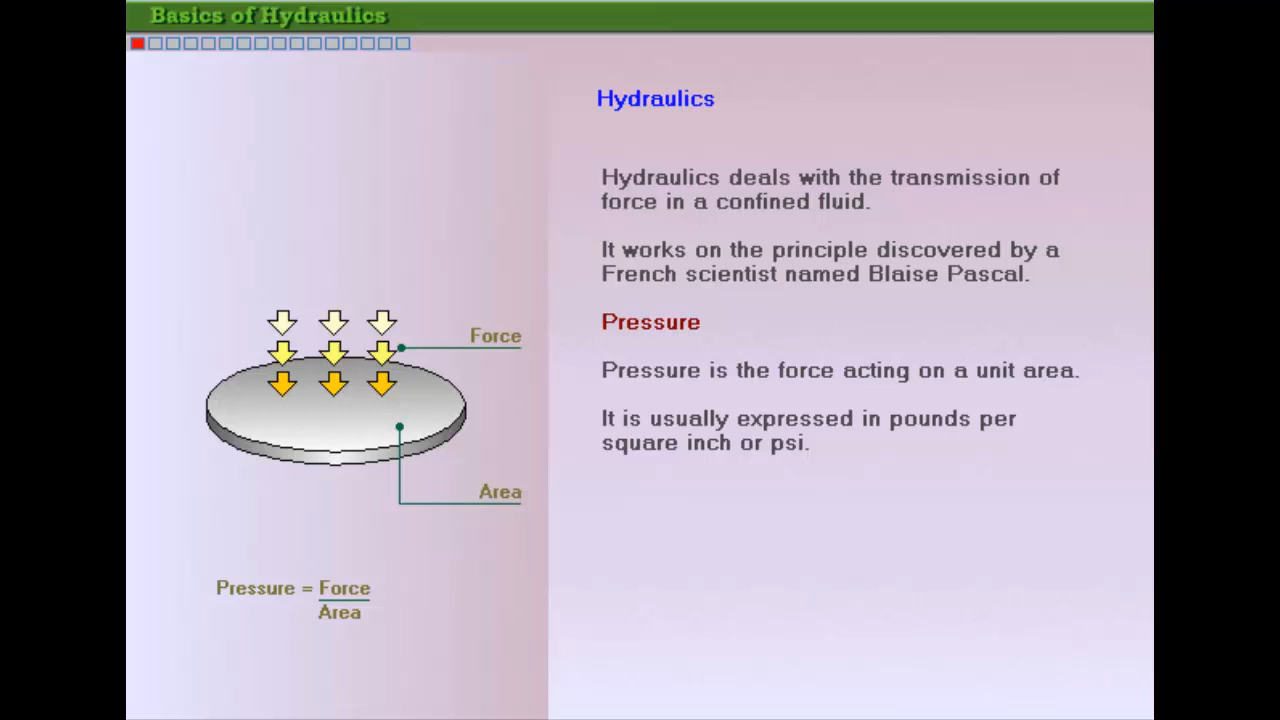 Basics of Hydraulics
Hydraulics
Hydraulics deals with the transmission of
force in a confined fluid.
It works on the principle discovered by a
French scientist named Blaise Pascal.
Pressure
Pressure is the force acting on a unit area.
It is usually expressed in pounds per
square inch or psi.
Force
Area
Pressure = Force
Area